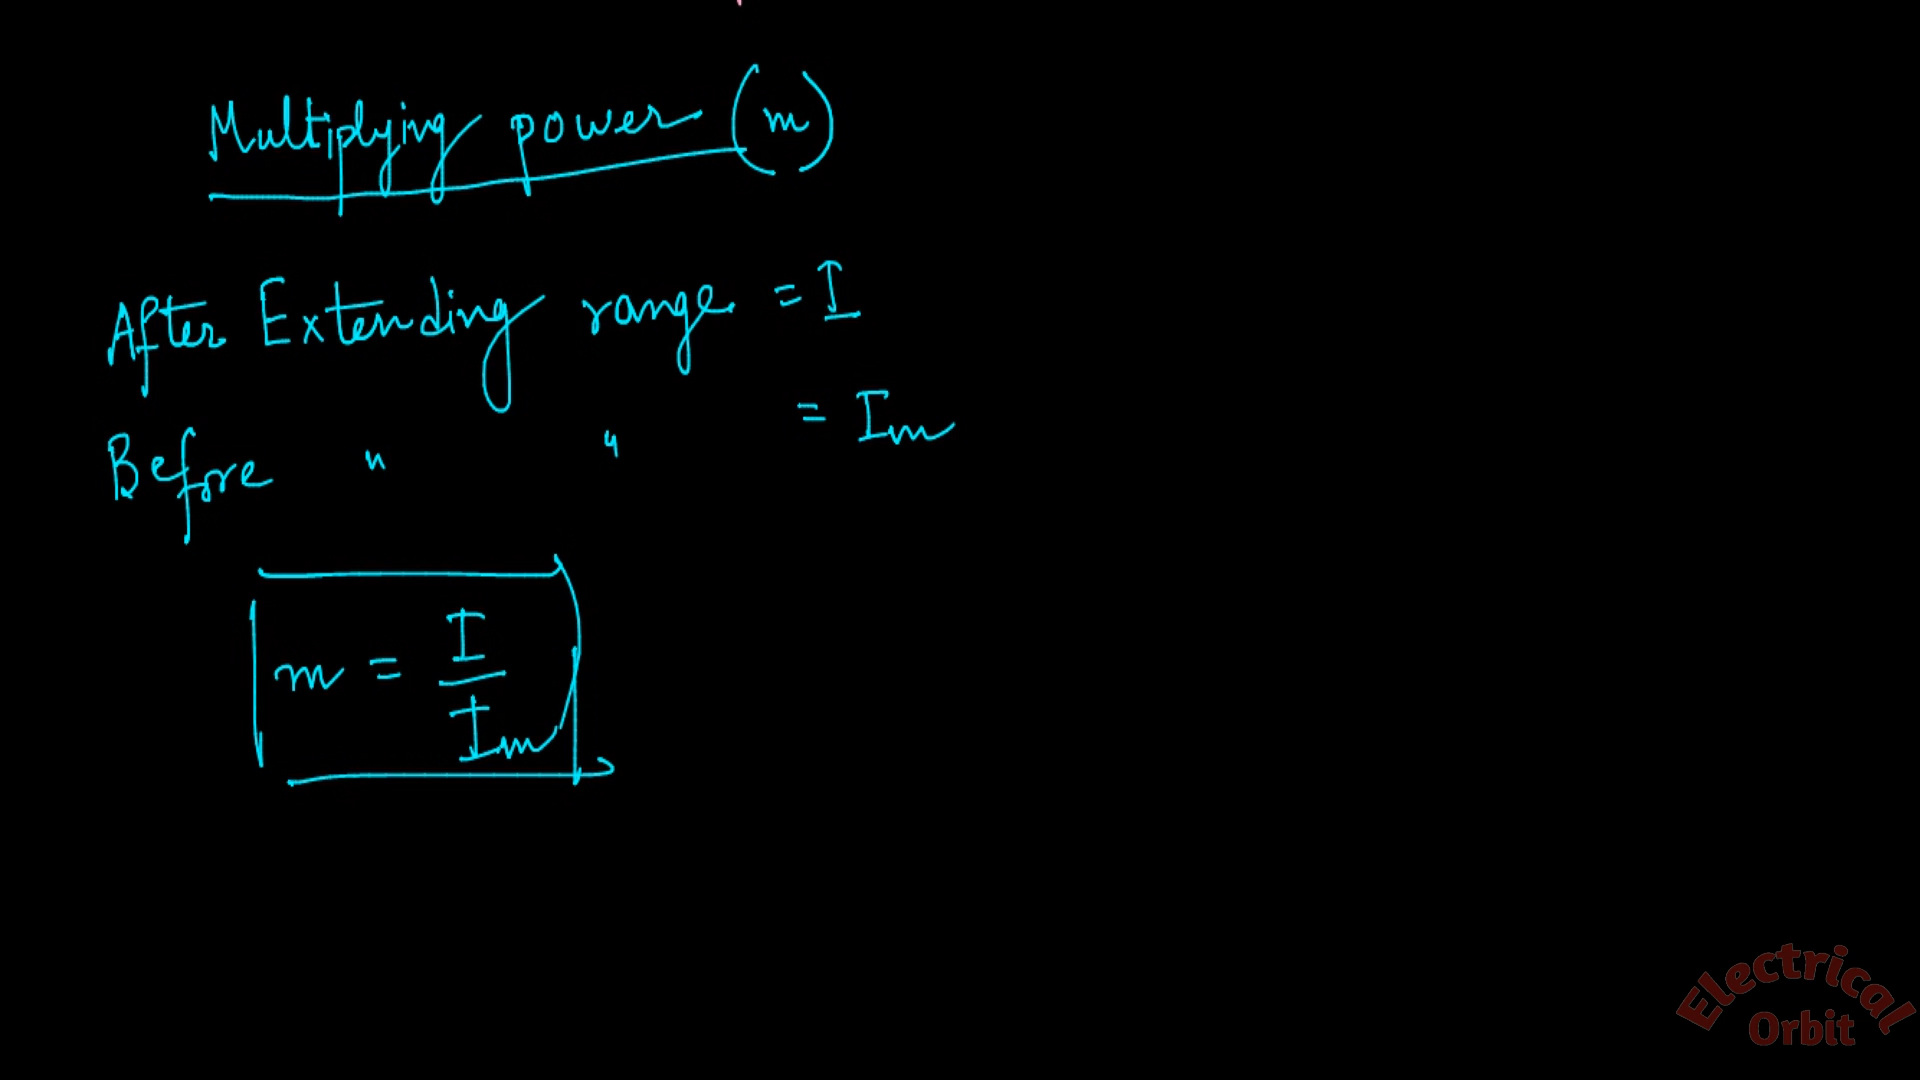 Multiplying power (m)
After Extending range = I
Before " " = Im
m = I / Im
Electrical
Orbit